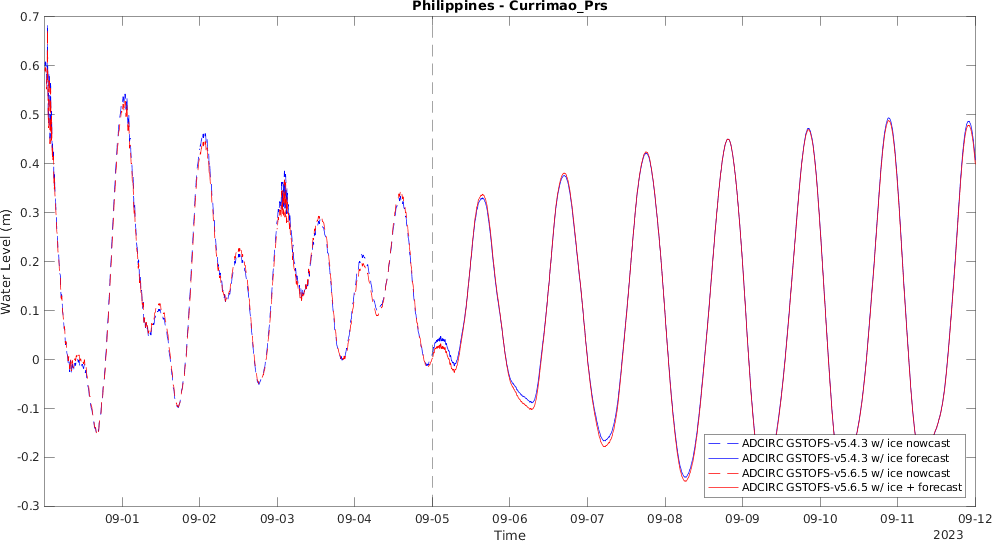 Philippines - Currimao_Prs
Water Level (m)
0.7
0.6
0.5
0.4
0.3
0.2
0.1
0
-0.1
-0.2
-0.3
ADCIRC GSTOFS-v5.4.3 w/ ice nowcast
ADCIRC GSTOFS-v5.4.3 w/ ice forecast
ADCIRC GSTOFS-v5.6.5 w/ ice nowcast
ADCIRC GSTOFS-v5.6.5 w/ ice + forecast
09-01 09-02 09-03 09-04 09-05 09-06 09-07 09-08 09-09 09-10 09-11 09-12
Time
2023